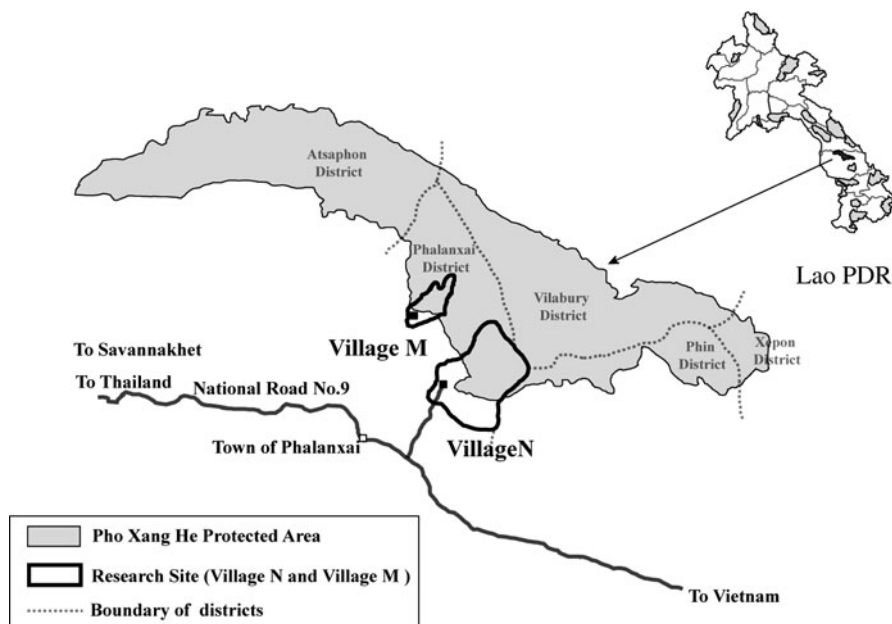 Atsaphon
District
Phalanxai
District
Vilabury
District
Lao PDR
Phin
District
Xepon
District
Village M
To Savannakhet
To Thailand
National Road No.9
Town of Phalanxai
VillageN
To Vietnam
Pho Xang He Protected Area
Research Site (Village N and Village M )
Boundary of districts